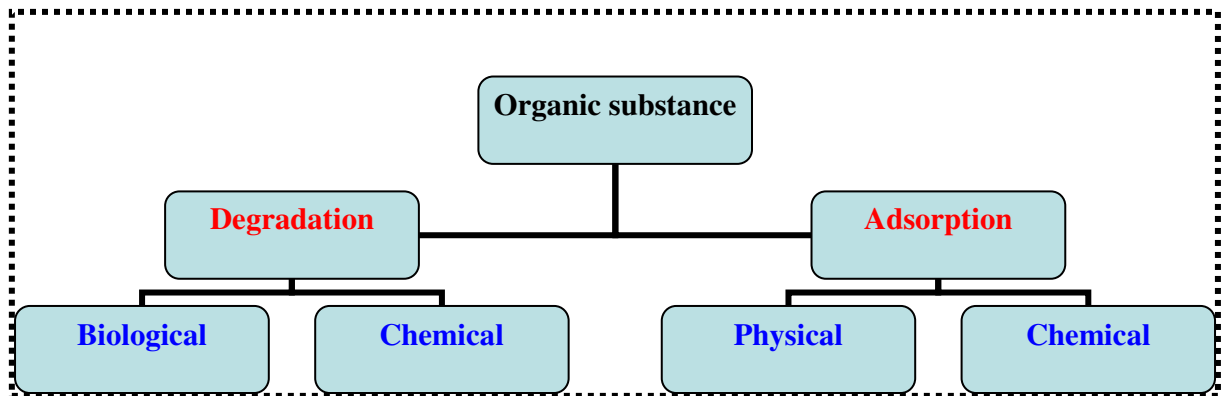 Organic substance
Degradation
Adsorption
Biological
Chemical
Physical
Chemical